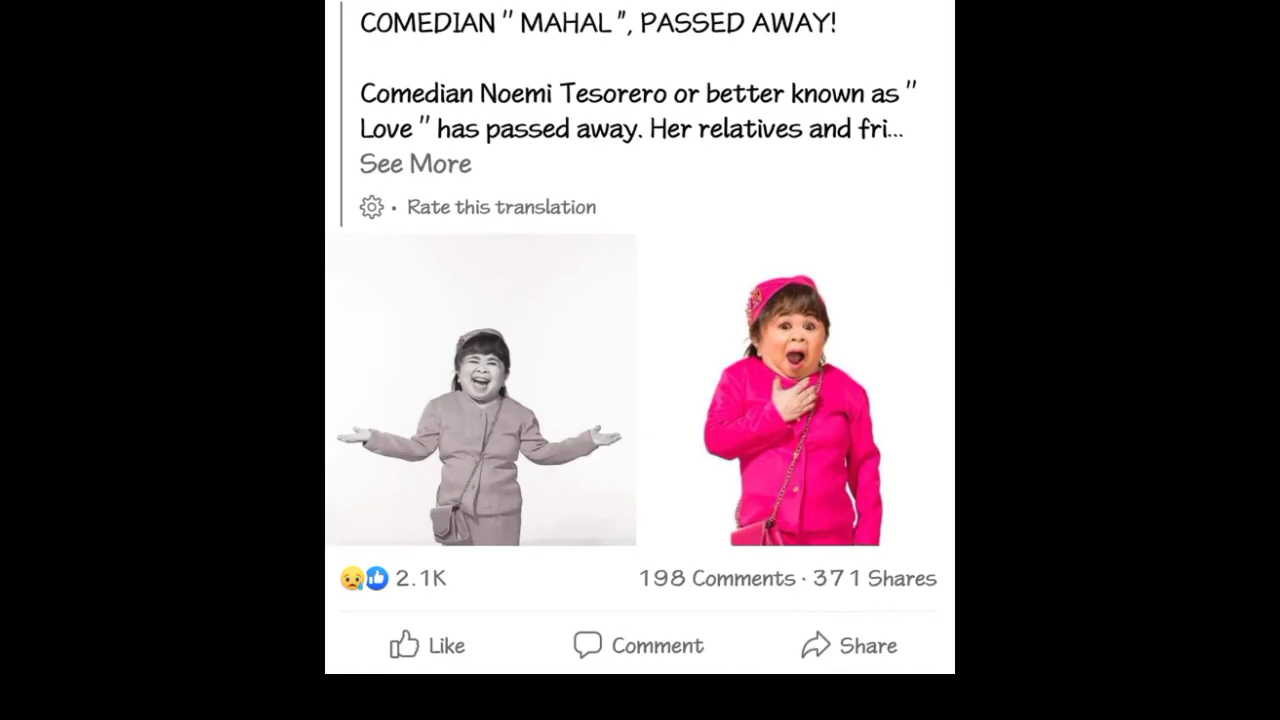 COMEDIAN " MAHAL ", PASSED AWAY!
Comedian Noemi Tesorero or better known as "
Love " has passed away. Her relatives and fri...
See More
• Rate this translation
2.1K
198 Comments · 371 Shares
Like
Comment
Share